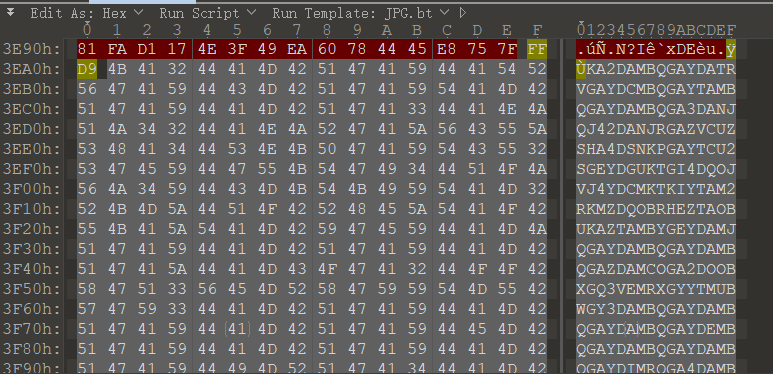 Edit As: Hex Run Script Run Template: JPG.bt
0 1 2 3 4 5 6 7 8 9 A B C D E F 0123456789ABCDEF
3E90h: 81 FA D1 17 4E 3F 49 EA 60 78 44 45 E8 75 7F FF .úÑ.N?Iê`xDEèu.ÿ
3EA0h: D9 4B 41 32 44 41 4D 42 51 47 41 59 44 41 54 52 ÙKA2DAMBQGAYDATR
3EB0h: 56 47 41 59 44 43 4D 42 51 47 41 59 54 41 4D 42 VGAYDCMBQGAYTAMB
3EC0h: 51 47 41 59 44 41 4D 42 51 47 41 33 44 41 4E 4A QGAYDAMBQGA3DANJ
3ED0h: 51 4A 34 32 44 41 4E 4A 52 47 41 5A 56 43 55 5A QJ42DANJRGAZVCUZ
3EE0h: 53 48 41 34 44 53 4E 4B 50 47 41 59 54 43 55 32 SHA4DSNKPGAYTCU2
3EF0h: 53 47 45 59 44 47 55 4B 54 47 49 34 44 51 4F 4A SGEYDGUKTGI4DQOJ
3F00h: 56 4A 34 59 44 43 4D 4B 54 4B 49 59 54 41 4D 32 VJ4YDCMKTKIYTAM2
3F10h: 52 4B 4D 5A 44 51 4F 42 52 48 45 5A 54 41 4F 42 RKMZDQOBRHEZTAOB
3F20h: 55 4B 41 5A 54 41 4D 42 59 47 45 59 44 41 4D 4A UKAZTAMBYGEYDAMJ
3F30h: 51 47 41 59 44 41 4D 42 51 47 41 59 44 41 4D 42 QGAYDAMBQGAYDAMB
3F40h: 51 47 41 5A 44 41 4D 43 4F 47 41 32 44 4F 4F 42 QGAZDAMCOGA2DOOB
3F50h: 58 47 51 33 56 45 4D 52 58 47 59 59 54 4D 55 42 XGQ3VEMRXGYYTMUB
3F60h: 57 47 59 33 44 41 4D 42 51 47 41 59 44 41 4D 42 WGY3DAMBQGAYDAMB
3F70h: 51 47 41 59 44 41 4D 42 51 47 41 59 44 45 4D 42 QGAYDAMBQGAYDEMB
3F80h: 51 47 41 59 44 41 4D 42 51 47 41 59 44 41 4D 42 QGAYDAMBQGAYDAMB
3F90h: 51 47 41 59 44 49 4D 52 51 47 41 34 44 41 4D 42 QGAYDIMRQGA4DAMB